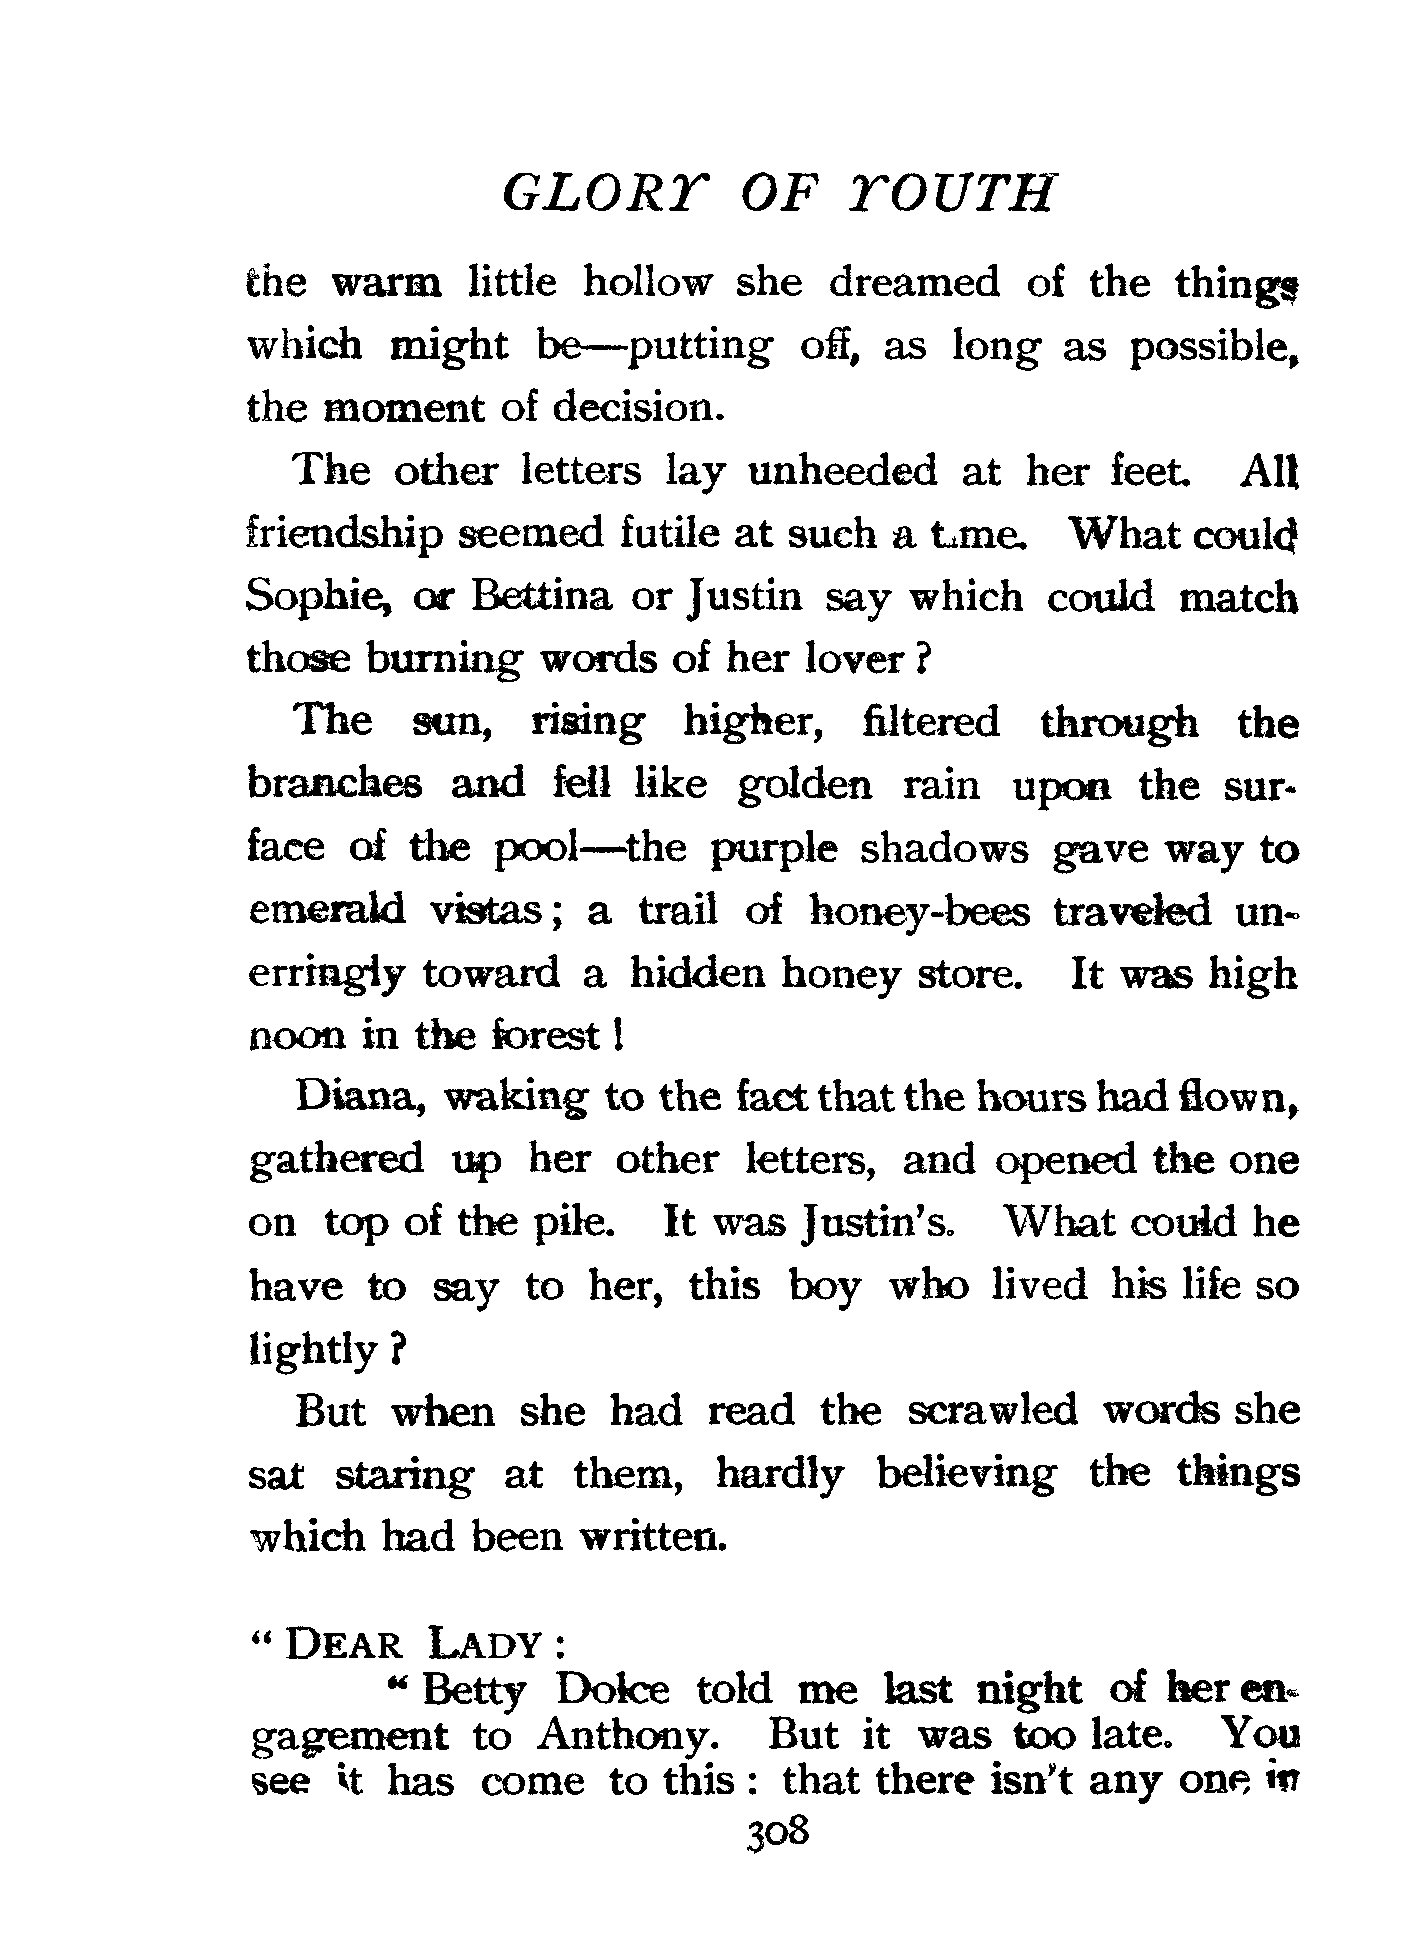 GLORY OF YOUTH
the warm little hollow she dreamed of the things
which might be—putting off, as long as possible,
the moment of decision.
The other letters lay unheeded at her feet. All
friendship seemed futile at such a time. What could
Sophie, or Bettina or Justin say which could match
those burning words of her lover ?
The sun, rising higher, filtered through the
branches and fell like golden rain upon the sur-
face of the pool—the purple shadows gave way to
emerald vistas ; a trail of honey-bees traveled un-
erringly toward a hidden honey store. It was high
noon in the forest !
Diana, waking to the fact that the hours had flown,
gathered up her other letters, and opened the one
on top of the pile. It was Justin's. What could he
have to say to her, this boy who lived his life so
lightly ?
But when she had read the scrawled words she
sat staring at them, hardly believing the things
which had been written.
“ DEAR LADY :
“ Betty Dolce told me last night of her en-
gagement to Anthony. But it was too late. You
see it has come to this : that there isn't any one in
308